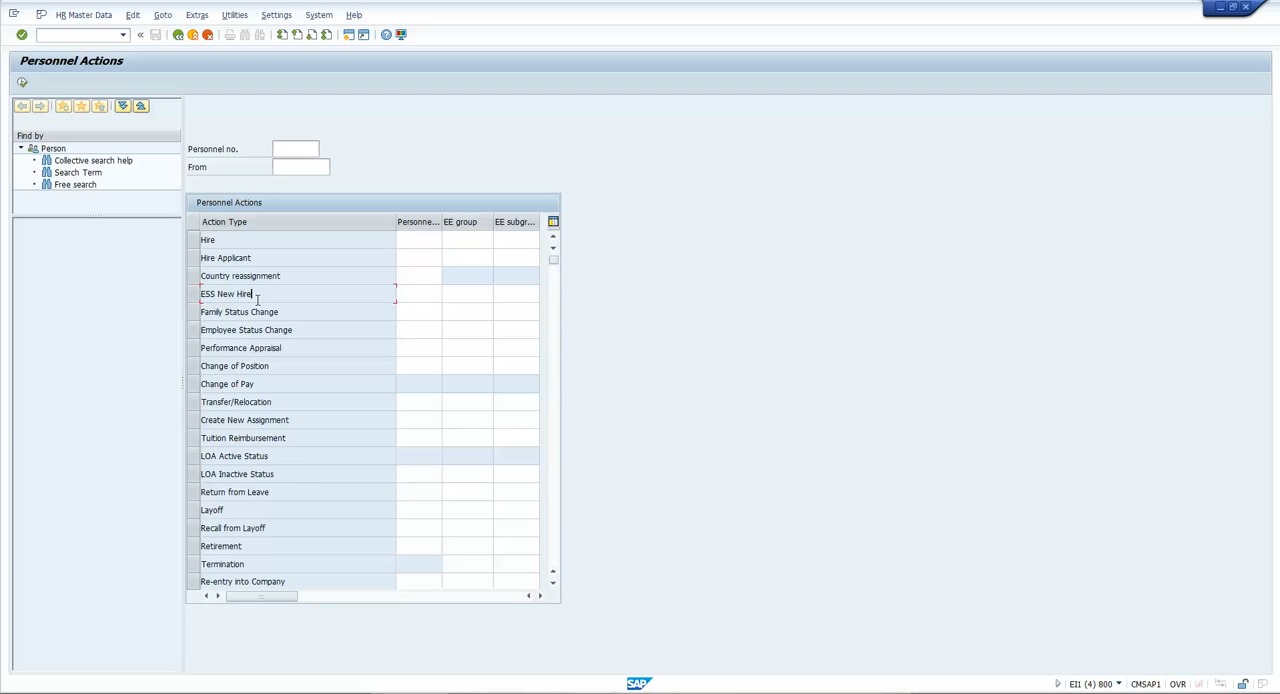 HR Master Data Edit Goto Extras Utilities Settings System Help
Personnel Actions
Find by
Person
Collective search help
Search Term
Free search
Personnel no.
From
Personnel Actions
Action Type Personne... EE group EE subgr...
Hire
Hire Applicant
Country reassignment
ESS New Hire
Family Status Change
Employee Status Change
Performance Appraisal
Change of Position
Change of Pay
Transfer/Relocation
Create New Assignment
Tuition Reimbursement
LOA Active Status
LOA Inactive Status
Return from Leave
Layoff
Recall from Layoff
Retirement
Termination
Re-entry into Company
SAP EI1 (4) 800 CMSAP1 OVR